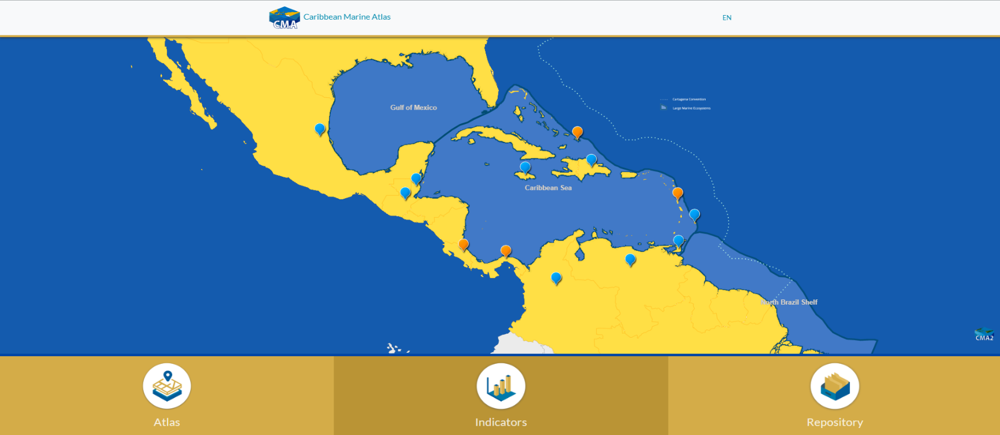 CMA
Caribbean Marine Atlas
EN
Cartagena Convention
Large Marine Ecosystems
Gulf of Mexico
Caribbean Sea
North Brazil Shelf
CMA2
Atlas
Indicators
Repository